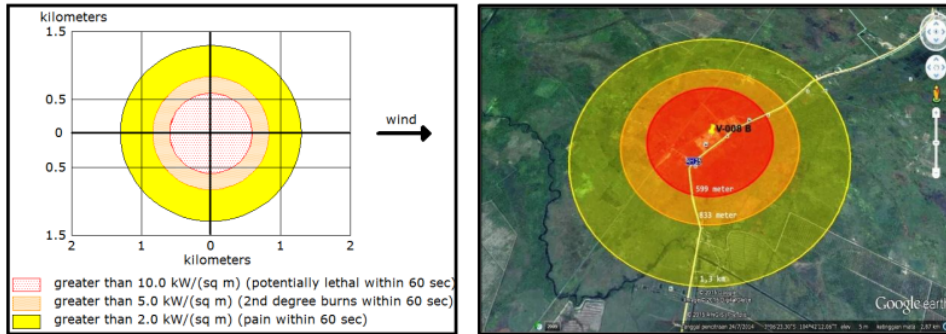 kilometers
1.5
0.5
0
0.5
1.5
2
1
0
1
2
kilometers
wind
greater than 10.0 kW/(sq m) (potentially lethal within 60 sec)
greater than 5.0 kW/(sq m) (2nd degree burns within 60 sec)
greater than 2.0 kW/(sq m) (pain within 60 sec)
V-008 B
599 meter
833 meter
1,3 km
Google earth